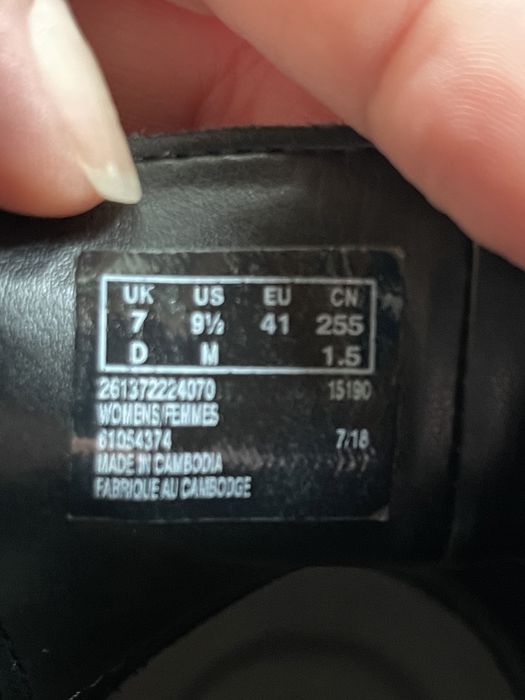 UK US EU CN
7 9½ 41 255
D M 1.5
261372224070 15190
WOMENS/FEMMES
61054374 7/18
MADE IN CAMBODIA
FABRIQUE AU CAMBODGE